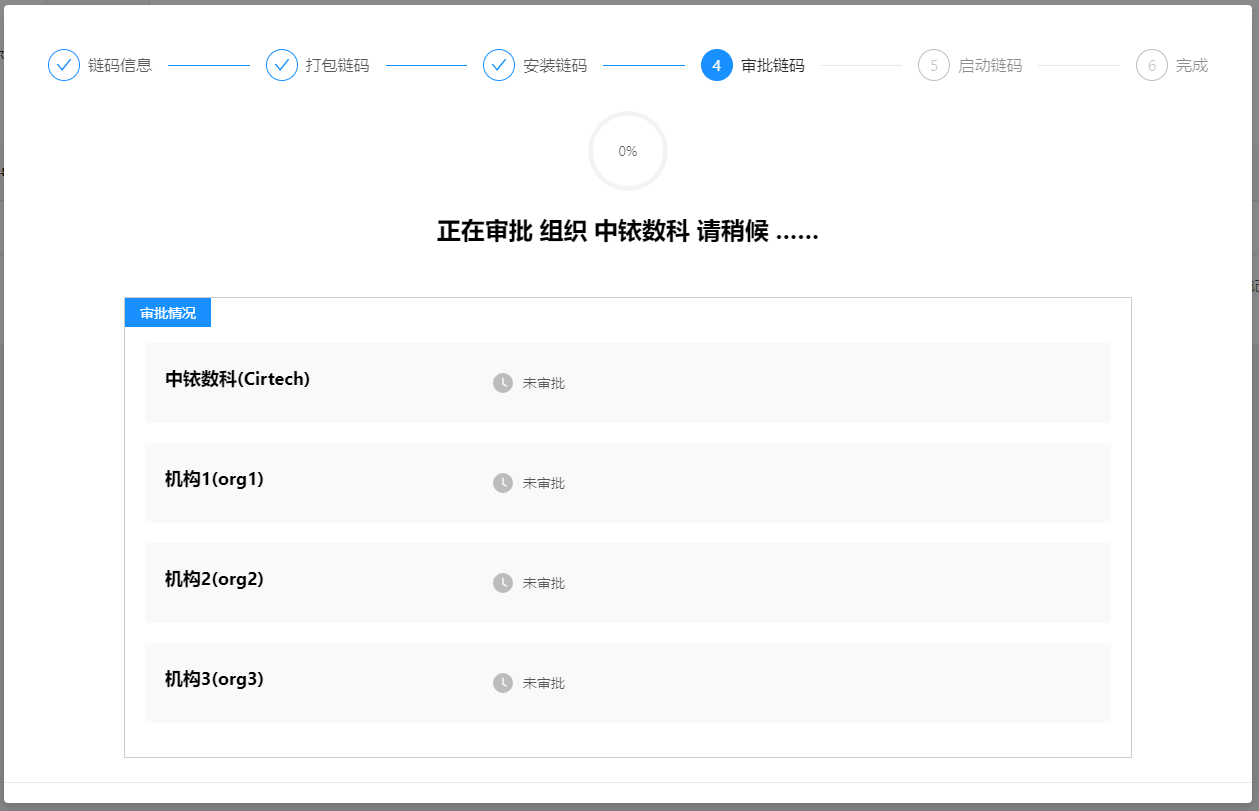 链码信息
打包链码
安装链码
4 审批链码
5 启动链码
6 完成
0%
正在审批 组织 中铱数科 请稍候 ......
审批情况
中铱数科(Cirtech)
未审批
机构1(org1)
未审批
机构2(org2)
未审批
机构3(org3)
未审批